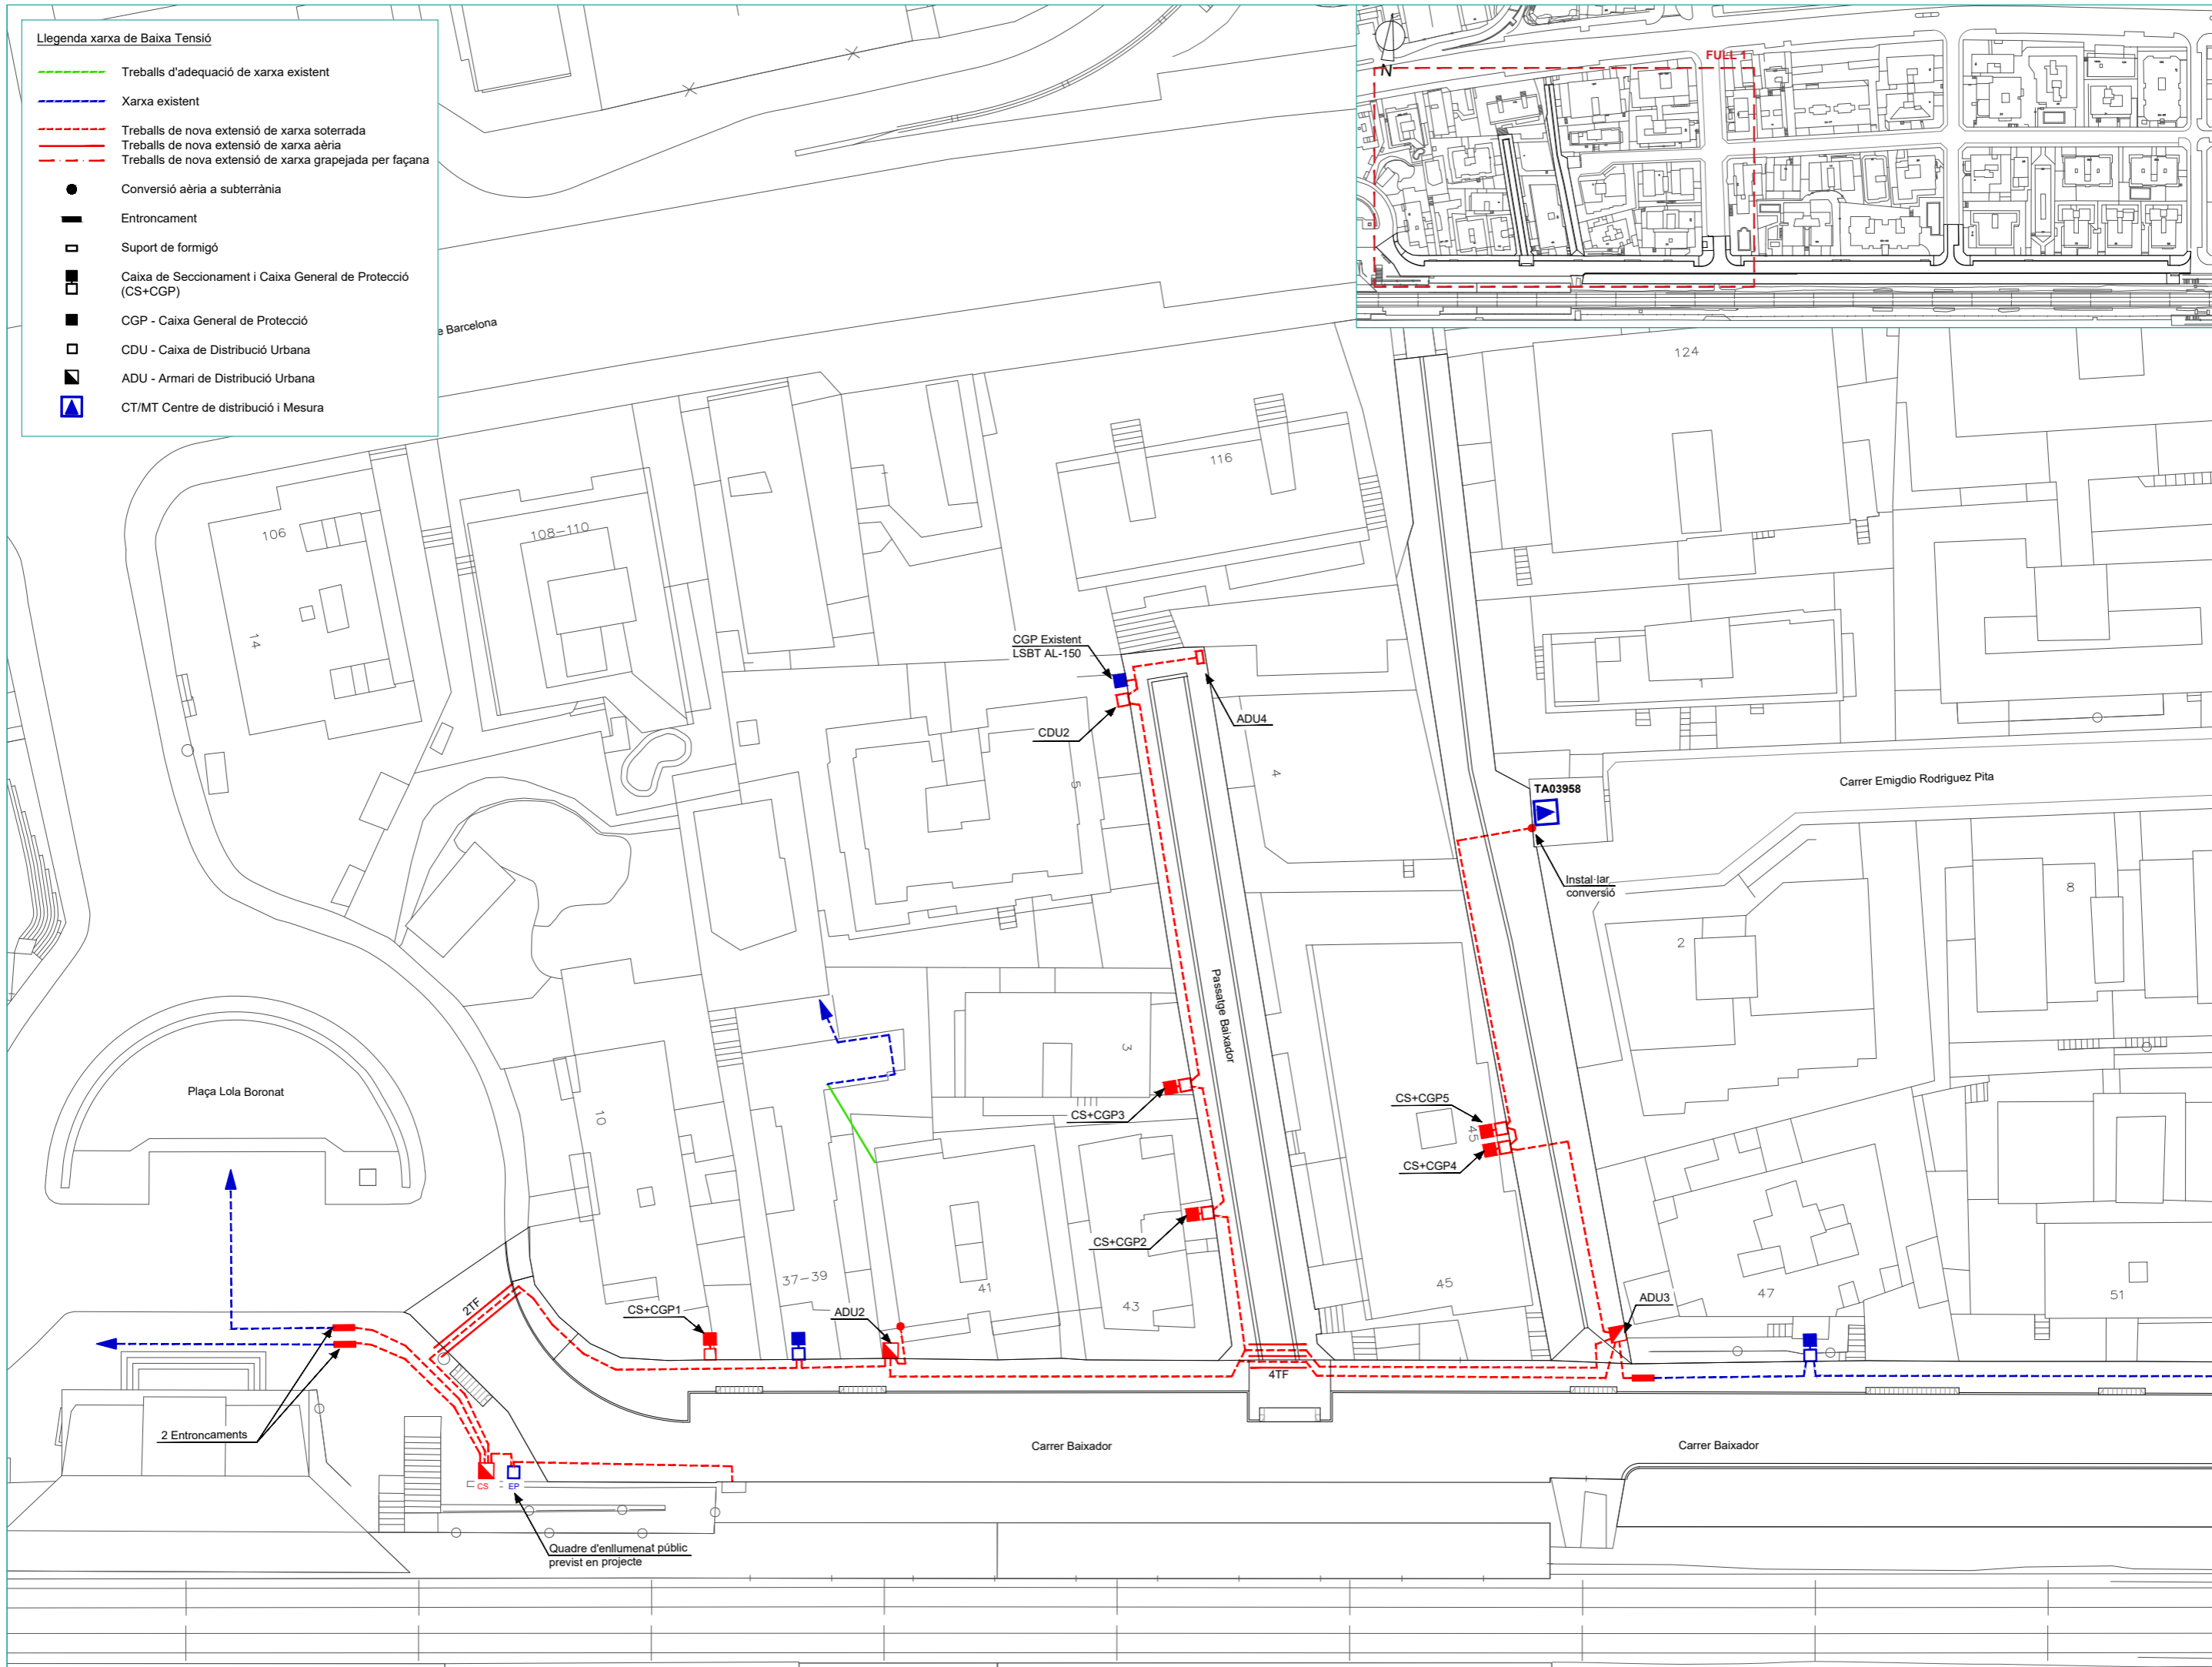 Llegenda xarxa de Baixa Tensió
Treballs d'adequació de xarxa existent
Xarxa existent
Treballs de nova extensió de xarxa soterrada
Treballs de nova extensió de xarxa aèria
Treballs de nova extensió de xarxa grapejada per façana
Conversió aèria a subterrània
Entroncament
Suport de formigó
Caixa de Seccionament i Caixa General de Protecció
(CS+CGP)
CGP - Caixa General de Protecció
CDU - Caixa de Distribució Urbana
ADU - Armari de Distribució Urbana
CT/MT Centre de distribució i Mesura
N
FULL 1
e Barcelona
124
116
106
108-110
14
1
CGP Existent
LSBT AL-150
CDU2
ADU4
5
4
1
Carrer Emigdio Rodriguez Pita
TA03958
Instal·lar
conversió
8
2
Passatge Baixador
3
Plaça Lola Boronat
10
CS+CGP3
CS+CGP5
45
CS+CGP4
CS+CGP2
37-39
41
43
45
47
51
2TF
CS+CGP1
ADU2
ADU3
4TF
2 Entroncaments
Carrer Baixador
Carrer Baixador
CS
EP
Quadre d'enllumenat públic
previst en projecte